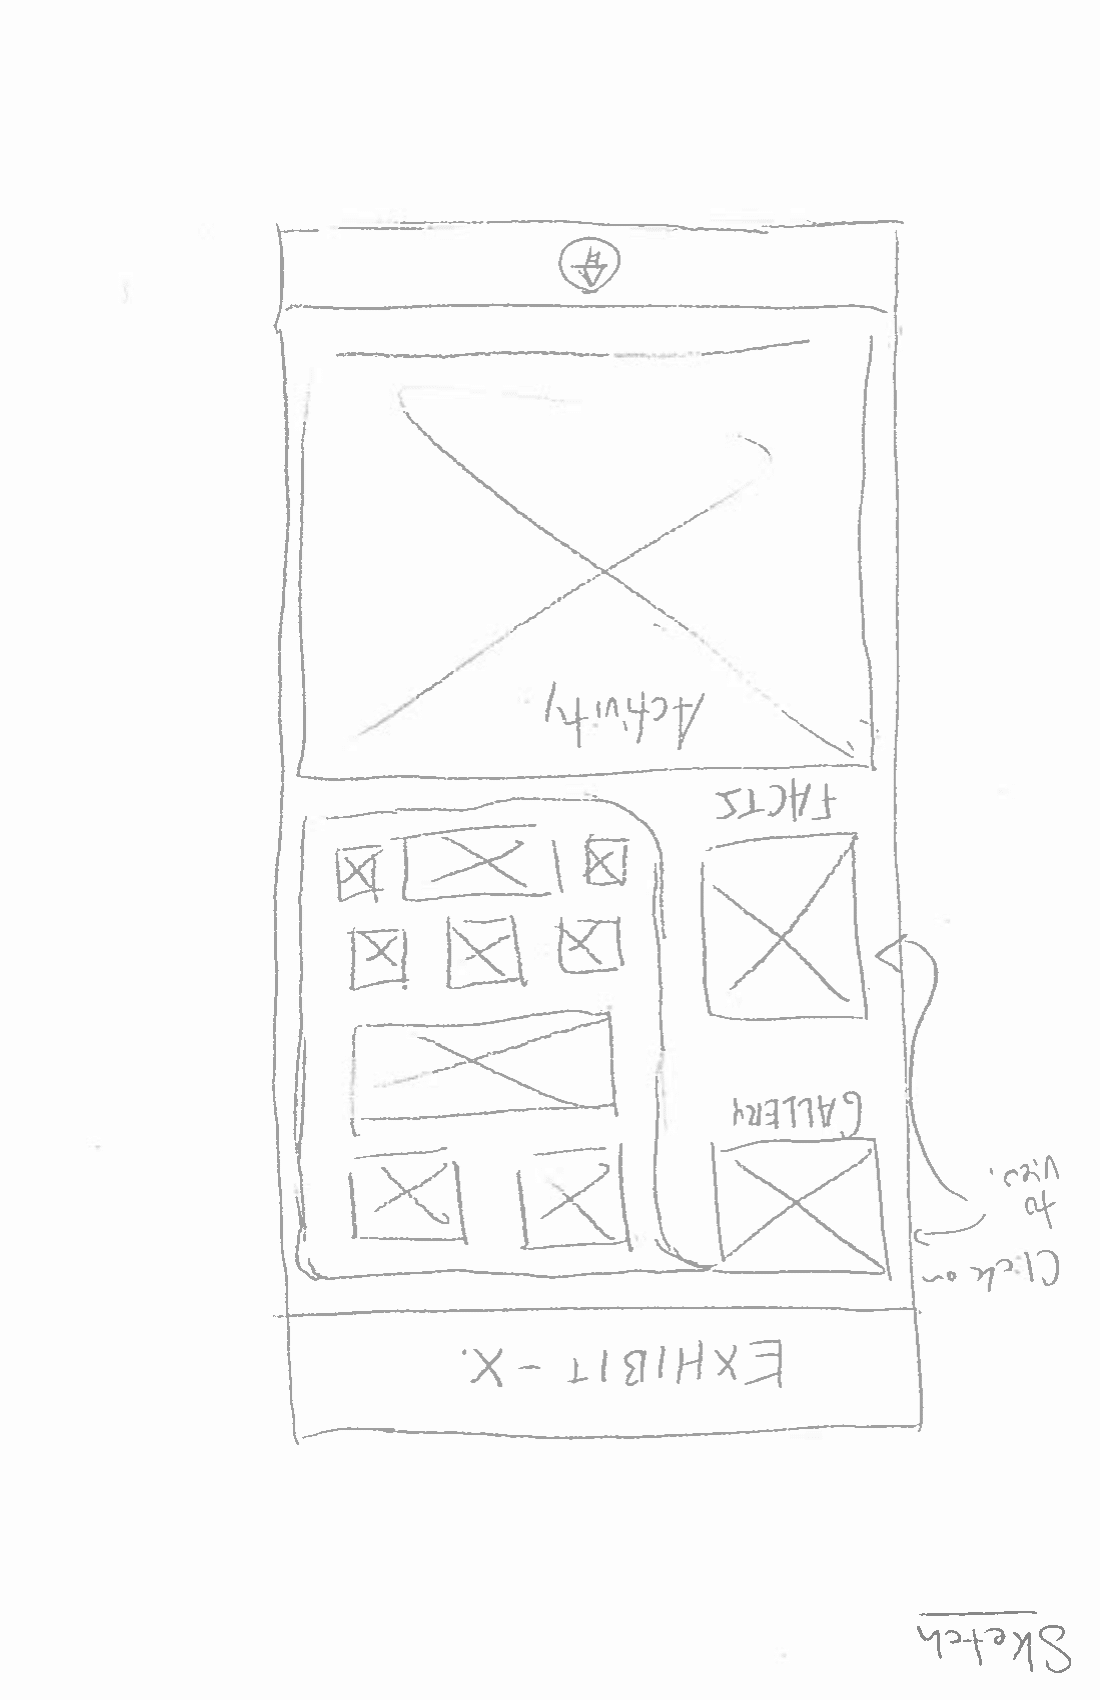 Sketch
EXHIBIT - X.
Click on
to
view.
GALLERY
FACTS
Activity